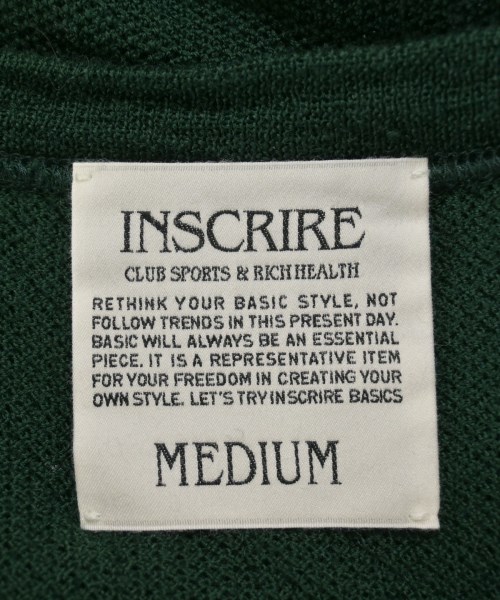 INSCRIRE
CLUB SPORTS & RICH HEALTH
RETHINK YOUR BASIC STYLE, NOT
FOLLOW TRENDS IN THIS PRESENT DAY.
BASIC WILL ALWAYS BE AN ESSENTIAL
PIECE. IT IS A REPRESENTATIVE ITEM
FOR YOUR FREEDOM IN CREATING YOUR
OWN STYLE. LET'S TRY INSCRIRE BASICS
MEDIUM